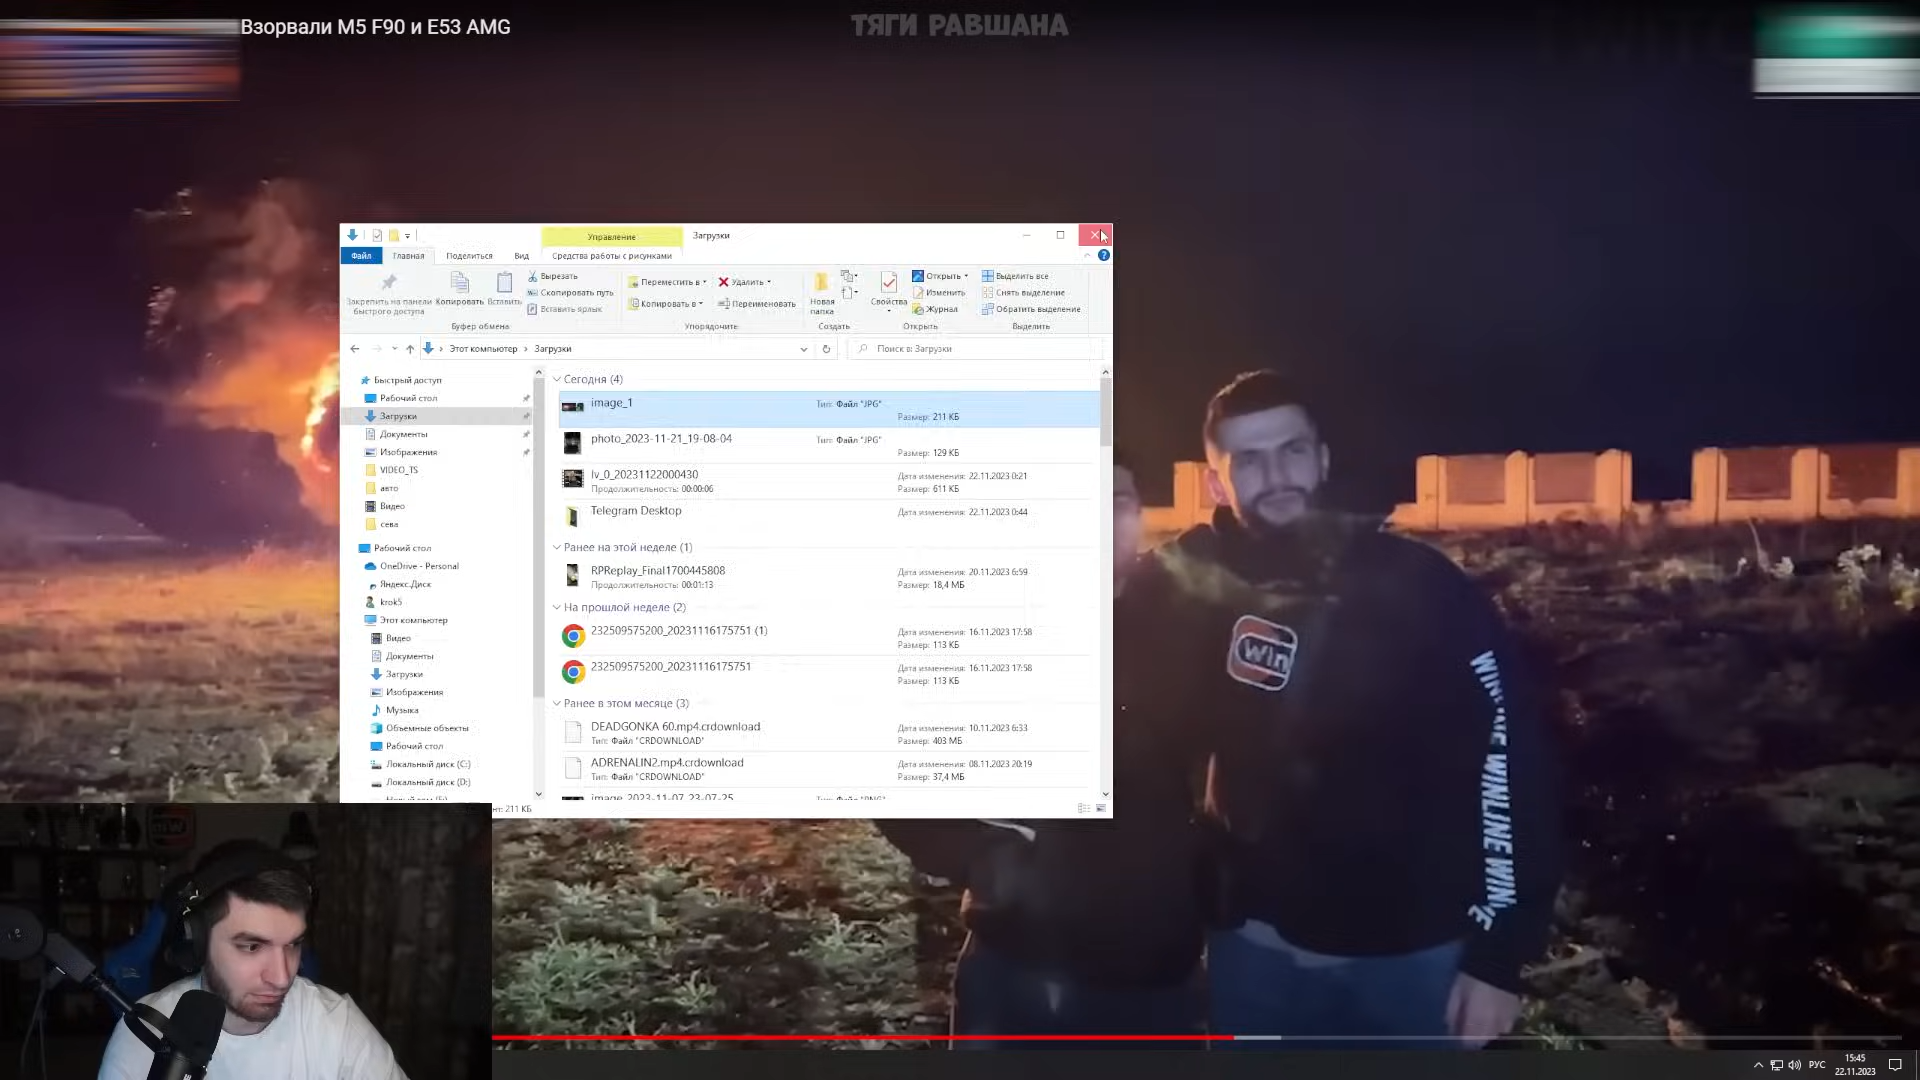 Взорвали M5 F90 и E53 AMG
ТЯГИ РАВШАНА
Управление
Загрузки
Файл
Главная
Поделиться
Вид
Средства работы с рисунками
Закрепить на панели быстрого доступа
Копировать
Вставить
Вырезать
Скопировать путь
Вставить ярлык
Переместить в
Копировать в
Удалить
Переименовать
Новая папка
Свойства
Открыть
Изменить
Журнал
Выделить все
Снять выделение
Обратить выделение
Буфер обмена
Упорядочить
Создать
Открыть
Выделить
Этот компьютер › Загрузки
Поиск в: Загрузки
Быстрый доступ
Рабочий стол
Загрузки
Документы
Изображения
VIDEO_TS
авто
Видео
сева
Рабочий стол
OneDrive - Personal
Яндекс.Диск
krok5
Этот компьютер
Видео
Документы
Загрузки
Изображения
Музыка
Объемные объекты
Рабочий стол
Локальный диск (C:)
Локальный диск (D:)
Сегодня (4)
image_1
Тип: Файл "JPG"
Размер: 211 КБ
photo_2023-11-21_19-08-04
Тип: Файл "JPG"
Размер: 129 КБ
lv_0_20231122000430
Продолжительность: 00:00:06
Дата изменения: 22.11.2023 0:21
Размер: 611 КБ
Telegram Desktop
Дата изменения: 22.11.2023 0:44
Ранее на этой неделе (1)
RPReplay_Final1700445808
Продолжительность: 00:01:13
Дата изменения: 20.11.2023 6:59
Размер: 18,4 МБ
На прошлой неделе (2)
232509575200_20231116175751 (1)
Дата изменения: 16.11.2023 17:58
Размер: 113 КБ
232509575200_20231116175751
Дата изменения: 16.11.2023 17:58
Размер: 113 КБ
Ранее в этом месяце (3)
DEADGONKA 60.mp4.crdownload
Тип: Файл "CRDOWNLOAD"
Дата изменения: 10.11.2023 6:33
Размер: 403 МБ
ADRENALIN2.mp4.crdownload
Тип: Файл "CRDOWNLOAD"
Дата изменения: 08.11.2023 20:19
Размер: 37,4 МБ
image_2023-11-07_23-07-25
Тип: Файл "PNG"
211 КБ
win
WINLINE
РУС
15:45
22.11.2023